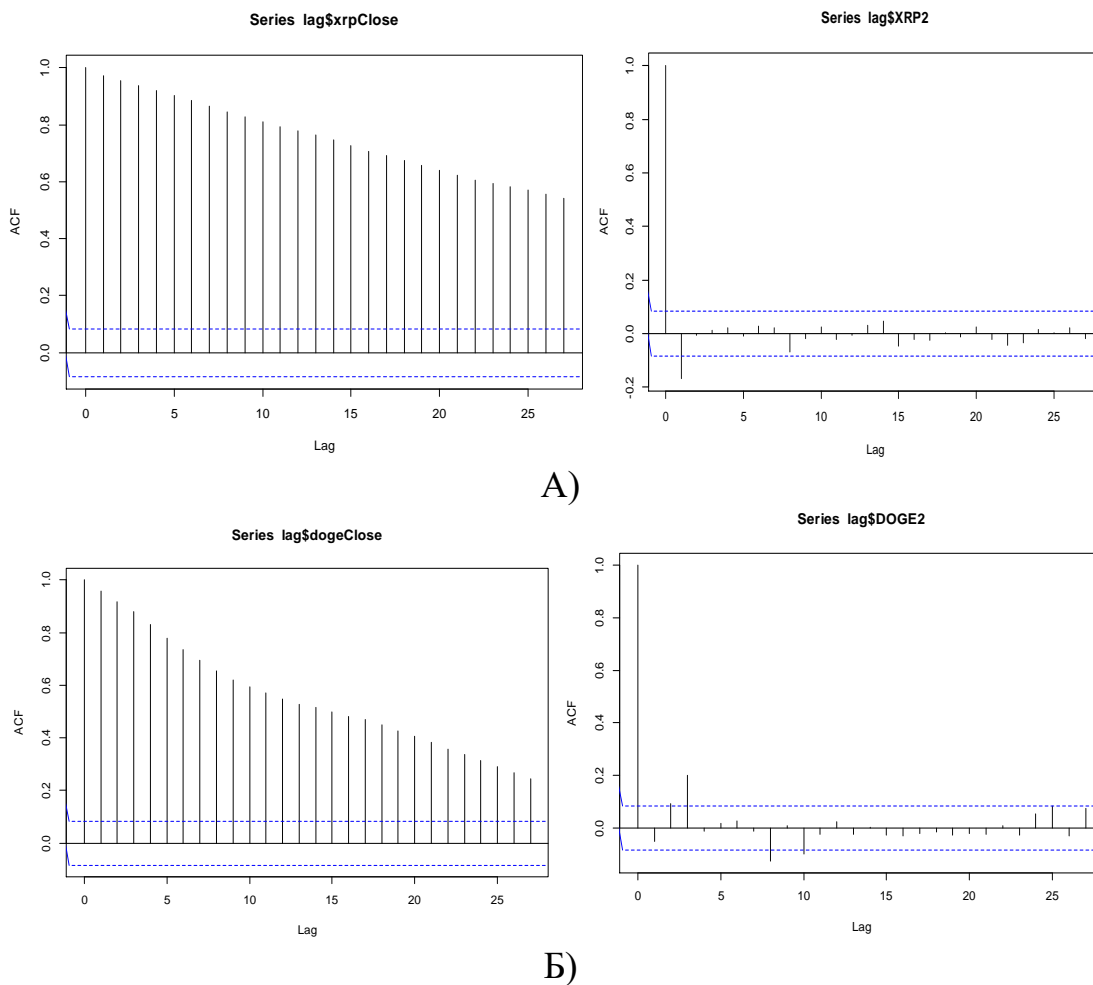 Series lag$xrpClose
ACF
1.0
0.8
0.6
0.4
0.2
0.0
0 5 10 15 20 25
Lag
Series lag$XRP2
ACF
1.0
0.8
0.6
0.4
0.2
0.0
-0.2
0 5 10 15 20 25
Lag
А)
Series lag$dogeClose
ACF
1.0
0.8
0.6
0.4
0.2
0.0
0 5 10 15 20 25
Lag
Series lag$DOGE2
ACF
1.0
0.8
0.6
0.4
0.2
0.0
0 5 10 15 20 25
Lag
Б)